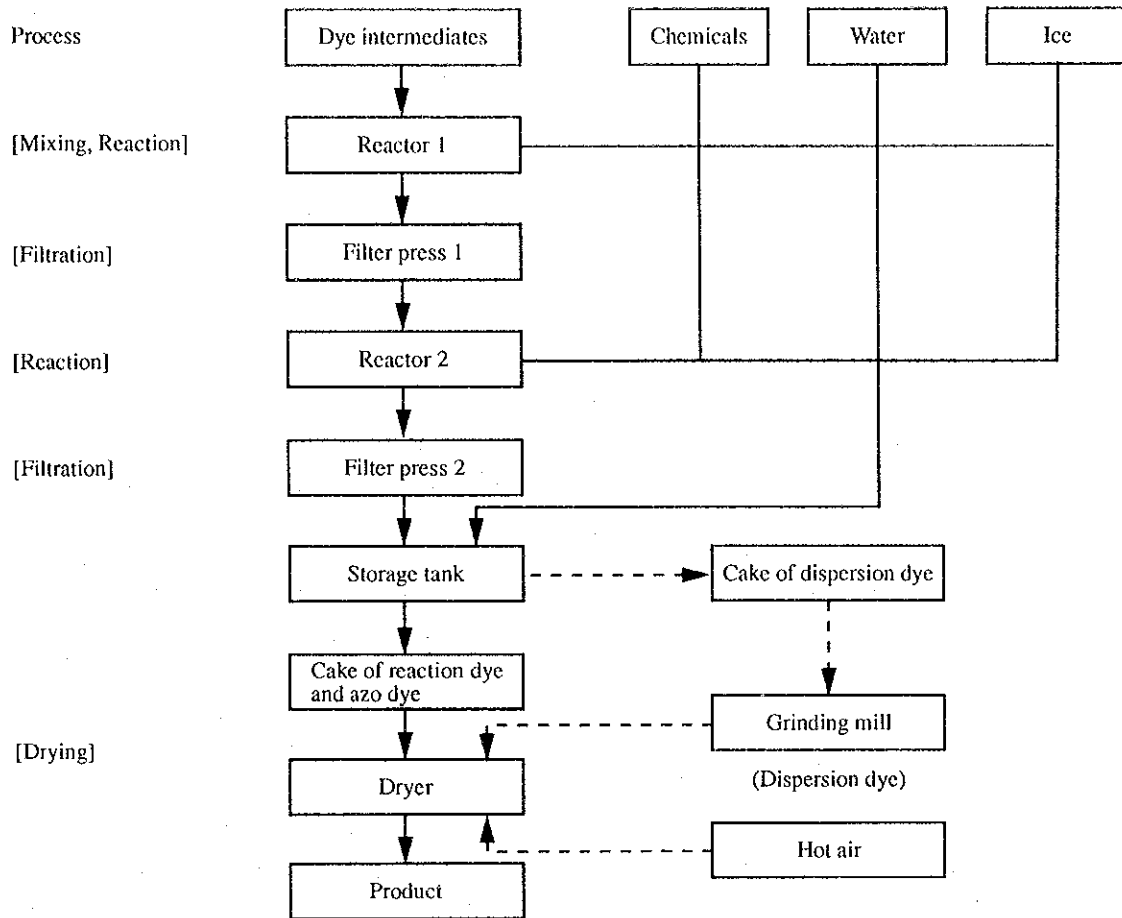 Process
Dye intermediates
Chemicals
Water
Ice
[Mixing, Reaction]
Reactor 1
[Filtration]
Filter press 1
[Reaction]
Reactor 2
[Filtration]
Filter press 2
Storage tank
Cake of dispersion dye
Cake of reaction dye
and azo dye
Grinding mill
[Drying]
Dryer
(Dispersion dye)
Hot air
Product